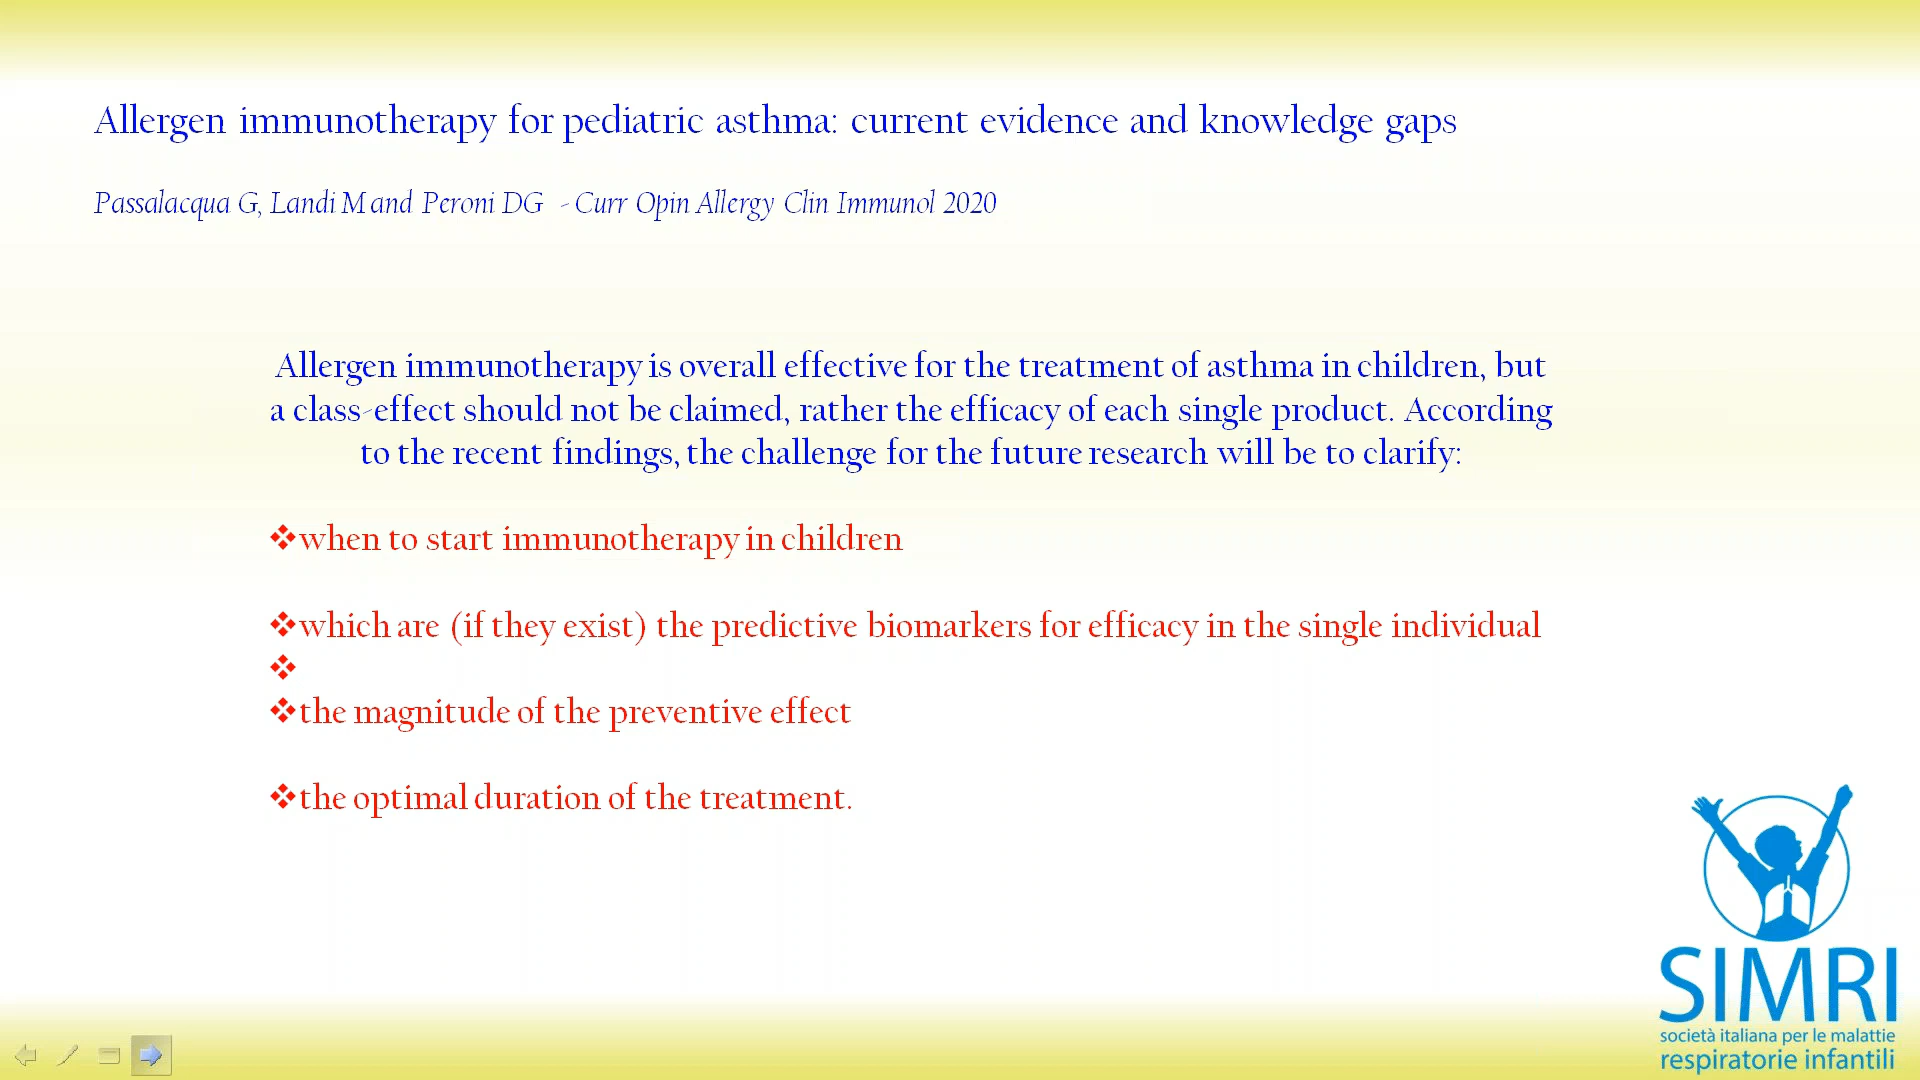 Allergen immunotherapy for pediatric asthma: current evidence and knowledge gaps
Passalacqua G, Landi M and Peroni DG - Curr Opin Allergy Clin Immunol 2020
Allergen immunotherapy is overall effective for the treatment of asthma in children, but
a class-effect should not be claimed, rather the efficacy of each single product. According
to the recent findings, the challenge for the future research will be to clarify:
❖when to start immunotherapy in children
❖which are (if they exist) the predictive biomarkers for efficacy in the single individual
❖
❖the magnitude of the preventive effect
❖the optimal duration of the treatment.
SIMRI
società italiana per le malattie
respiratorie infantili